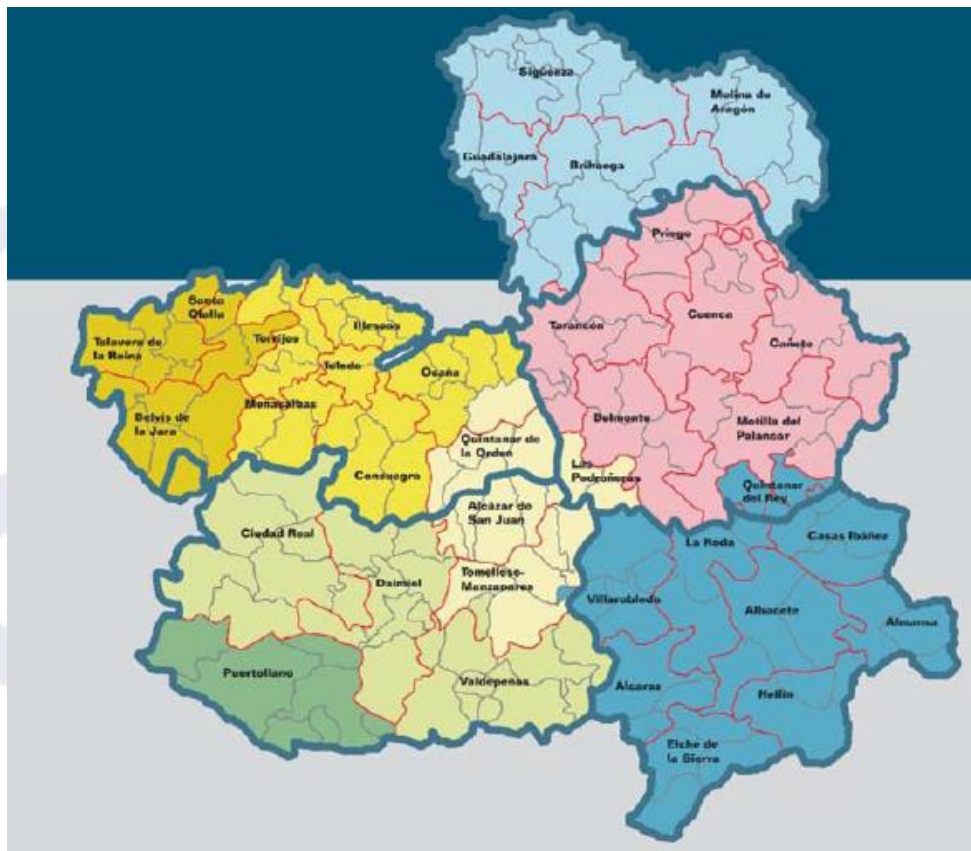 Sigüenza
Molina de
Aragón
Guadalajara
Brihuega
Priego
Tarancón
Cuenca
Cañete
Belmonte
Motilla del
Palancar
Santa
Olalla
Talavera de
la Reina
Torrijos
Illescas
Toledo
Ocaña
Belvís de
la Jara
Menasalbas
Consuegra
Quintanar de
la Orden
Las
Pedroñeras
Quintanar
del Rey
Alcázar de
San Juan
Ciudad Real
Daimiel
Tomelloso-
Manzanares
La Roda
Casas Ibáñez
Villarrobledo
Albacete
Almansa
Puertollano
Valdepeñas
Alcaraz
Hellín
Elche de
la Sierra